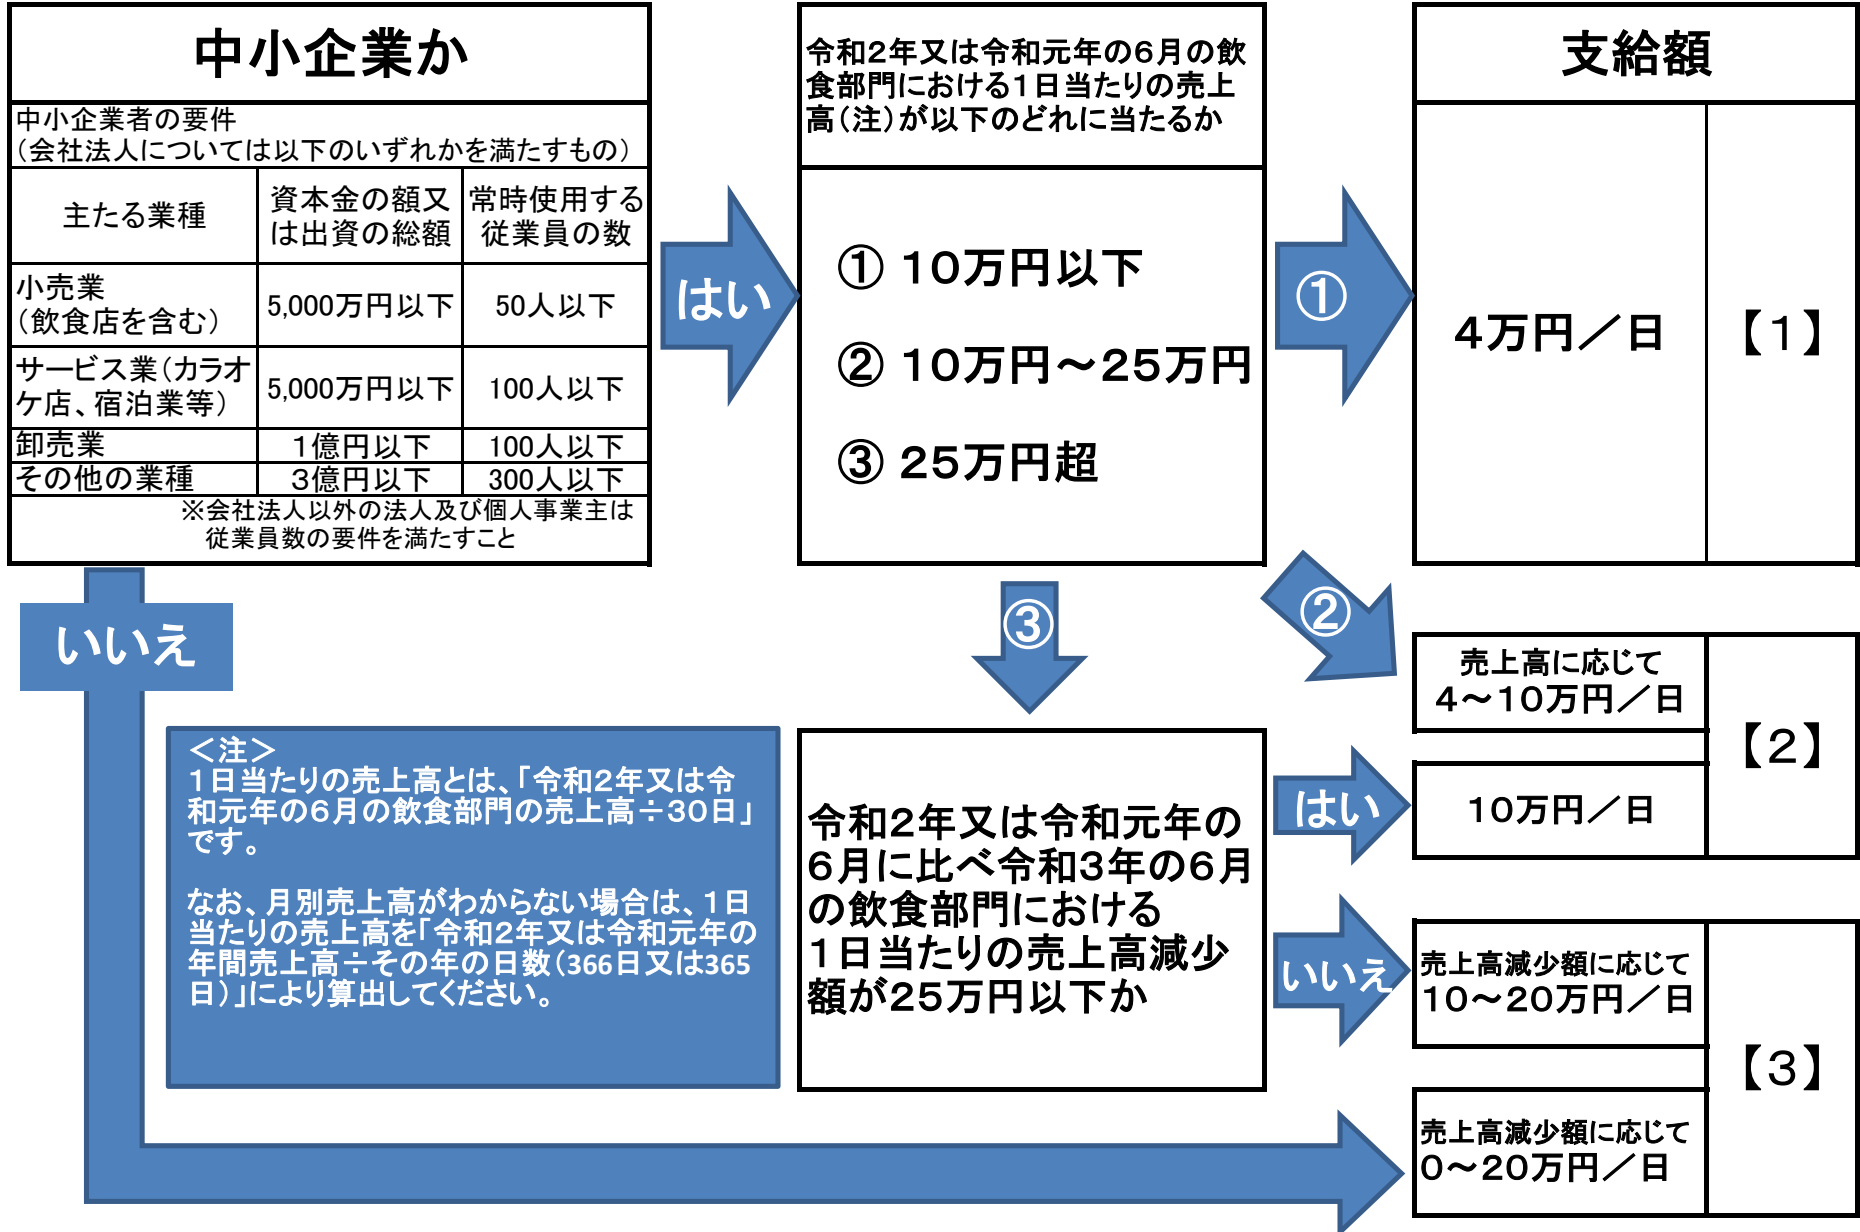 中小企業か
中小企業者の要件
（会社法人については以下のいずれかを満たすもの）
主たる業種
資本金の額又
は出資の総額
常時使用する
従業員の数
小売業
（飲食店を含む）
5,000万円以下
50人以下
サービス業（カラオ
ケ店、宿泊業等）
5,000万円以下
100人以下
卸売業
１億円以下
100人以下
その他の業種
３億円以下
300人以下
※会社法人以外の法人及び個人事業主は
従業員数の要件を満たすこと
はい
いいえ
令和２年又は令和元年の６月の飲
食部門における１日当たりの売上
高（注）が以下のどれに当たるか
① １０万円以下
② １０万円～２５万円
③ ２５万円超
①
②
③
支給額
４万円／日
【１】
売上高に応じて
４～１０万円／日
【２】
１０万円／日
＜注＞
１日当たりの売上高とは、「令和２年又は令
和元年の６月の飲食部門の売上高÷３０日」
です。
なお、月別売上高がわからない場合は、１日
当たりの売上高を「令和２年又は令和元年の
年間売上高÷その年の日数（366日又は365
日）」により算出してください。
令和２年又は令和元年の
６月に比べ令和３年の６月
の飲食部門における
１日当たりの売上高減少
額が２５万円以下か
はい
いいえ
売上高減少額に応じて
１０～２０万円／日
【３】
売上高減少額に応じて
０～２０万円／日